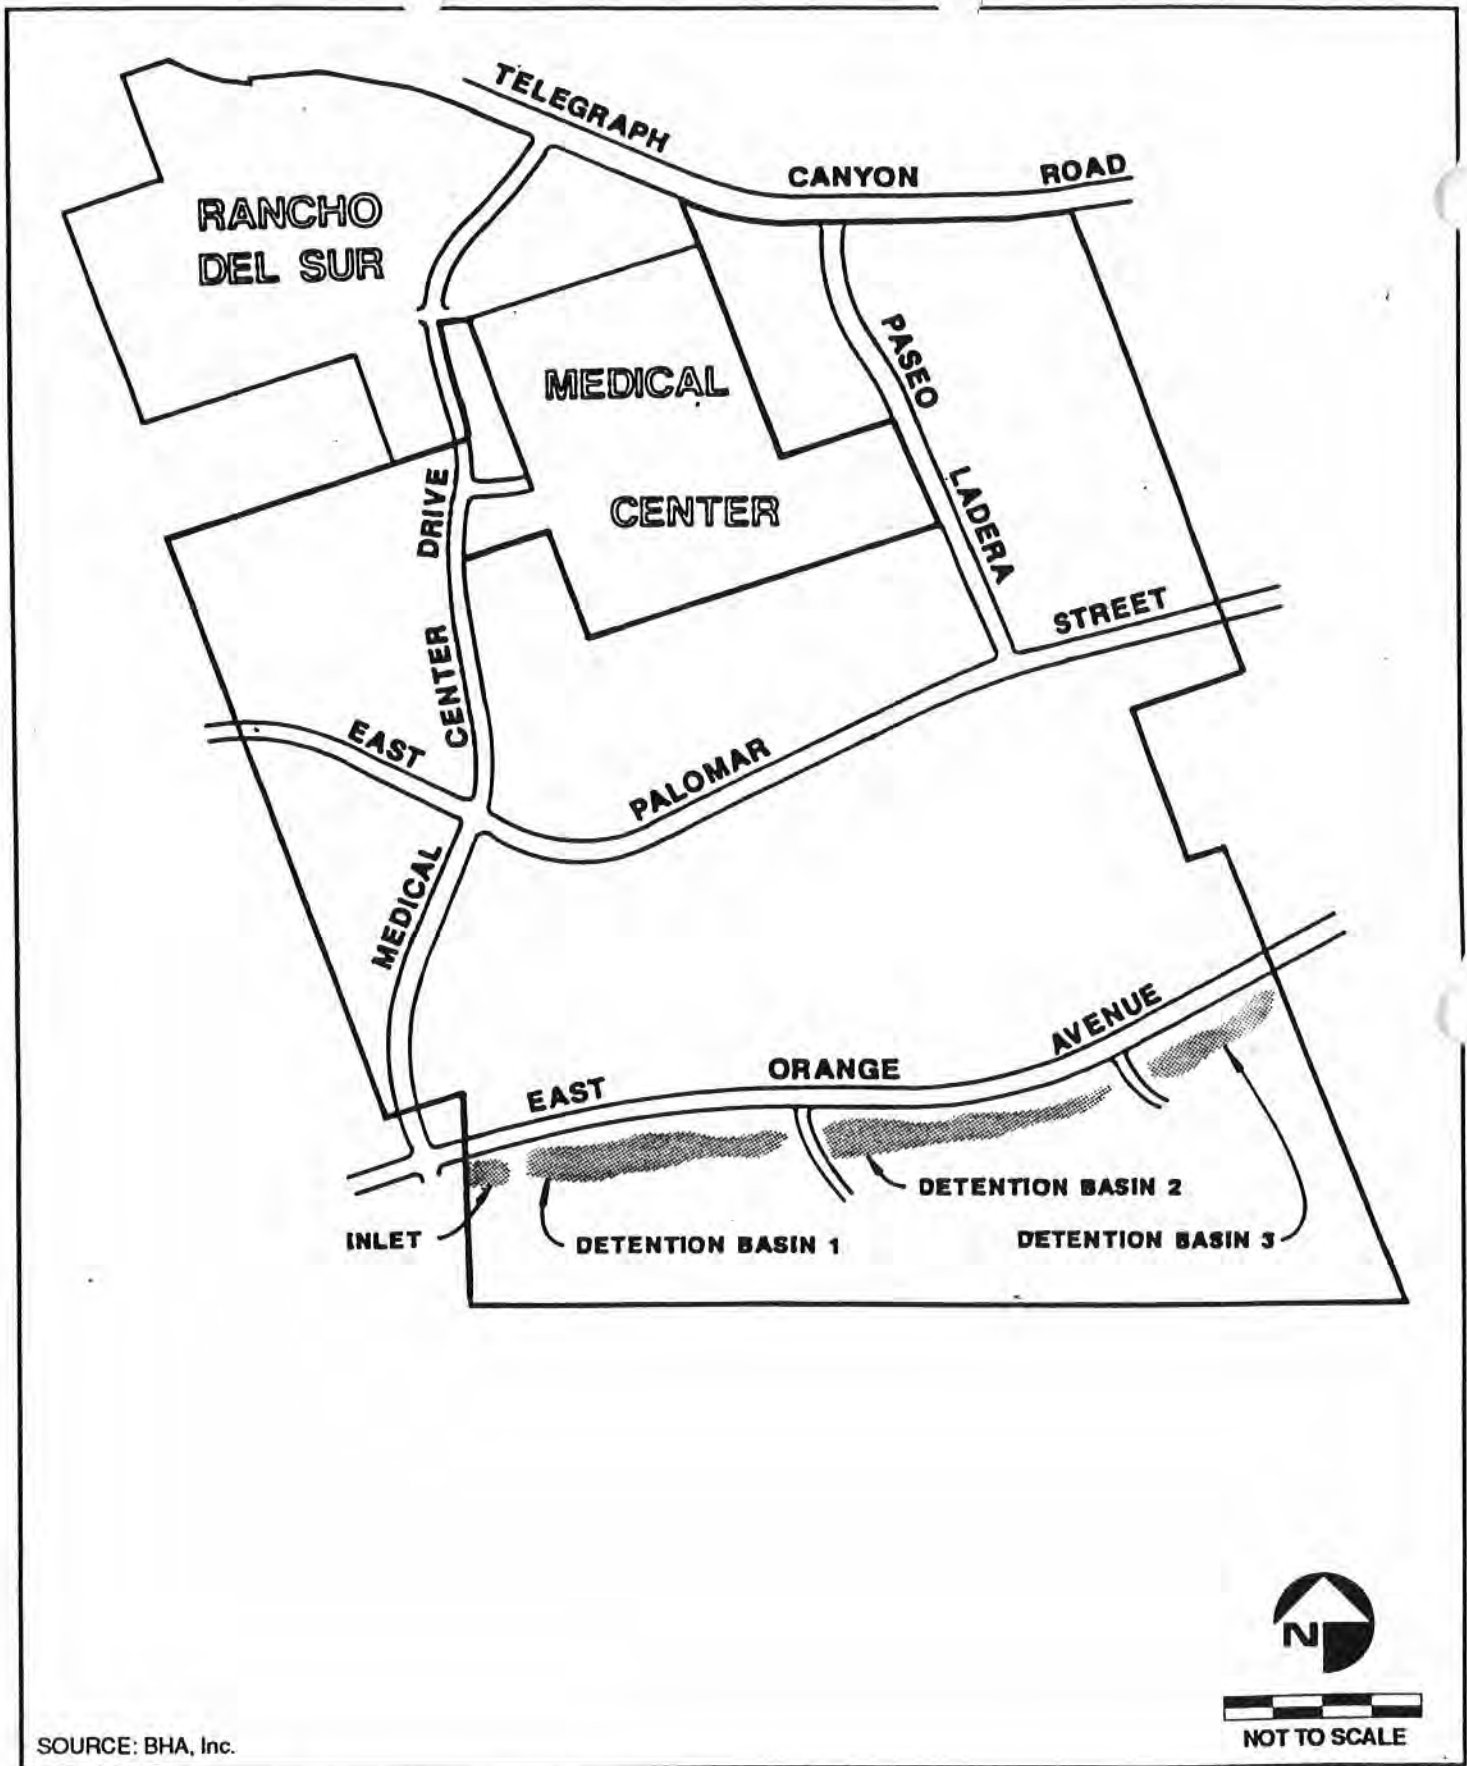 TELEGRAPH
CANYON ROAD
RANCHO
DEL SUR
MEDICAL
CENTER
PASEO
LADERA
MEDICAL CENTER DRIVE
EAST
PALOMAR
STREET
EAST
ORANGE
AVENUE
INLET
DETENTION BASIN 1
DETENTION BASIN 2
DETENTION BASIN 3
N
NOT TO SCALE
SOURCE: BHA, Inc.